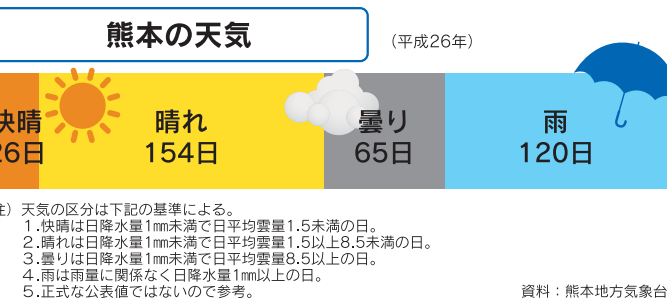 熊本の天気
(平成26年)
快晴
26日
晴れ
154日
曇り
65日
雨
120日
注）天気の区分は下記の基準による。
1.快晴は日降水量1㎜未満で日平均雲量1.5未満の日。
2.晴れは日降水量1㎜未満で日平均雲量1.5以上8.5未満の日。
3.曇りは日降水量1㎜未満で日平均雲量8.5以上の日。
4.雨は雨量に関係なく日降水量1㎜以上の日。
5.正式な公表値ではないので参考。
資料：熊本地方気象台